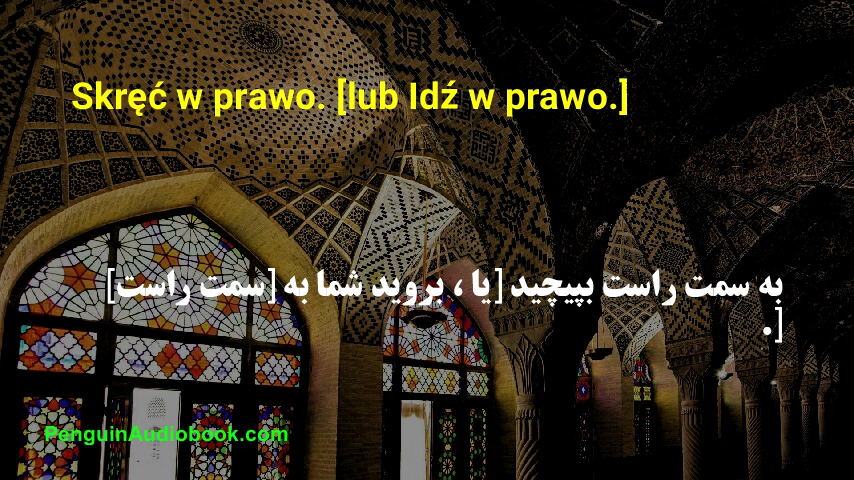 Skręć w prawo. [lub Idź w prawo.]
به سمت راست بپیچید [یا ، بروید شما به [سمت راست]
[.
PenguinAudiobook.com